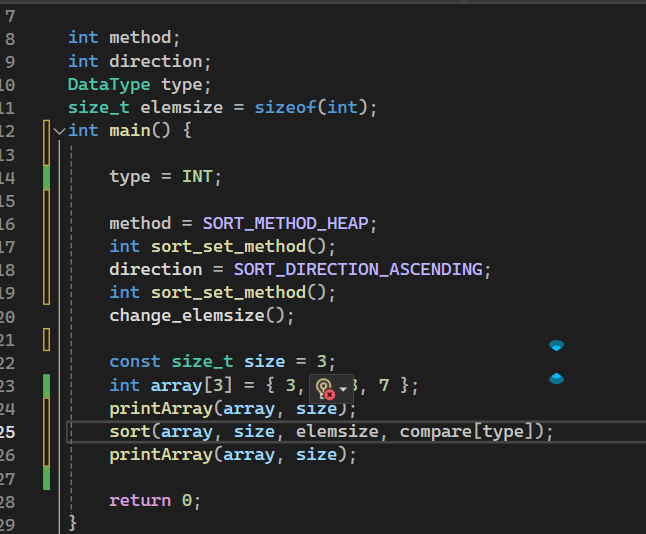 7
8 int method;
9 int direction;
10 DataType type;
11 size_t elemsize = sizeof(int);
12 int main() {
13
14 type = INT;
15
16 method = SORT_METHOD_HEAP;
17 int sort_set_method();
18 direction = SORT_DIRECTION_ASCENDING;
19 int sort_set_method();
20 change_elemsize();
21
22 const size_t size = 3;
23 int array[3] = { 3, 3, 7 };
24 printArray(array, size);
25 sort(array, size, elemsize, compare[type]);
26 printArray(array, size);
27
28 return 0;
29 }